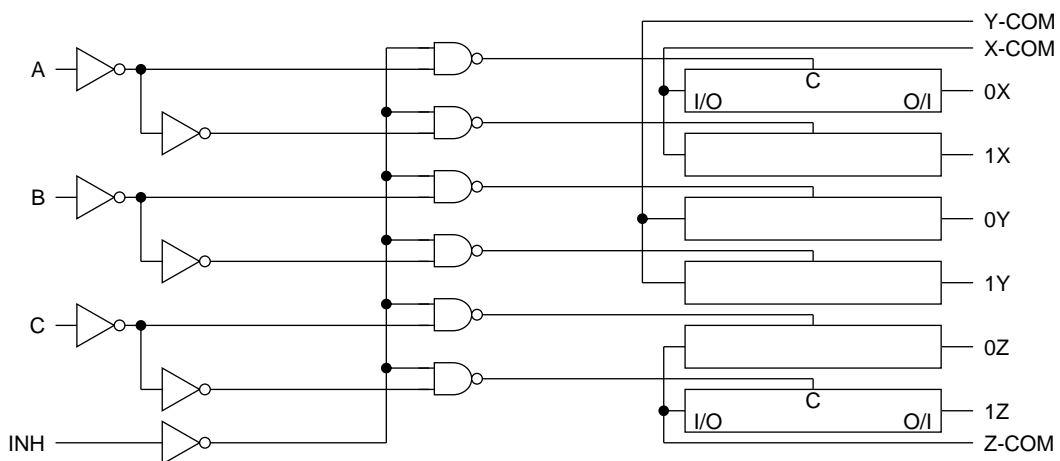 Y-COM
X-COM
A
C
I/O
O/I
0X
1X
B
0Y
1Y
C
0Z
C
I/O
O/I
1Z
INH
Z-COM